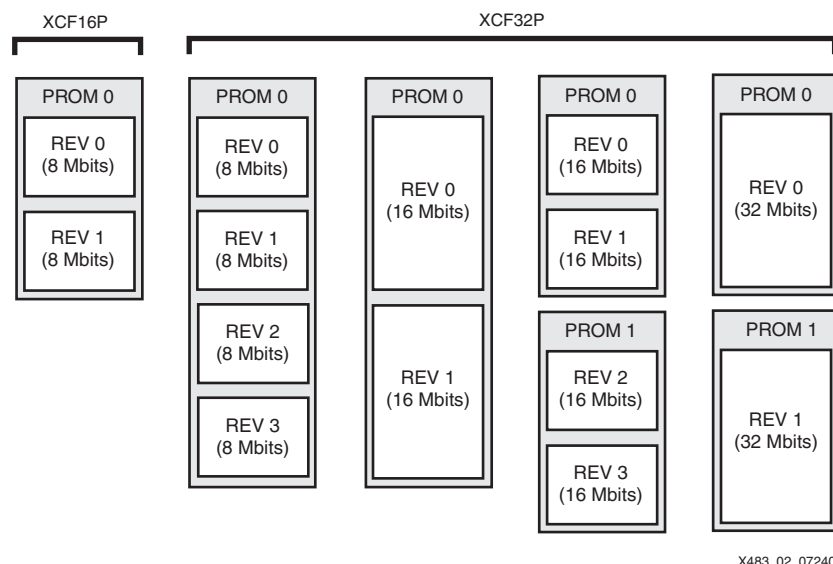 XCF16P
XCF32P
PROM 0
REV 0
(8 Mbits)
REV 1
(8 Mbits)
PROM 0
REV 0
(8 Mbits)
REV 1
(8 Mbits)
REV 2
(8 Mbits)
REV 3
(8 Mbits)
PROM 0
REV 0
(16 Mbits)
REV 1
(16 Mbits)
PROM 0
REV 0
(16 Mbits)
REV 1
(16 Mbits)
PROM 1
REV 2
(16 Mbits)
REV 3
(16 Mbits)
PROM 0
REV 0
(32 Mbits)
PROM 1
REV 1
(32 Mbits)
X483_02_07240